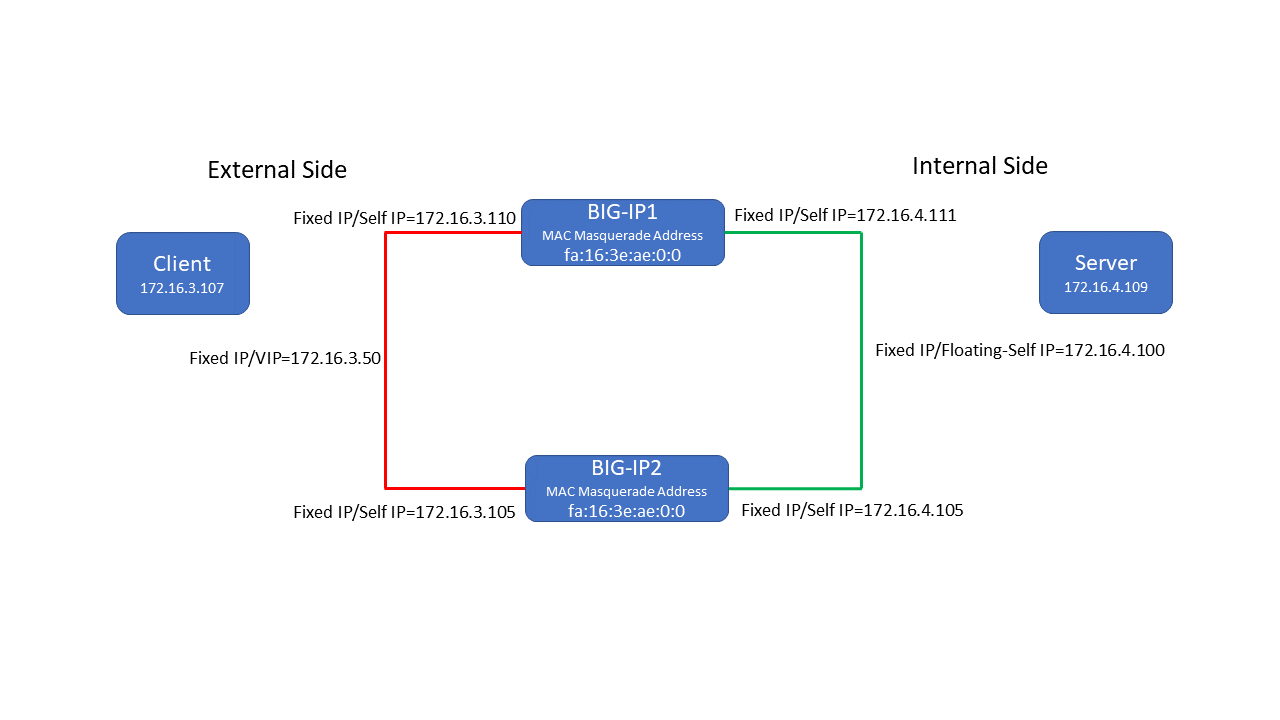 External Side
Internal Side
Fixed IP/Self IP=172.16.3.110
BIG-IP1
MAC Masquerade Address
fa:16:3e:ae:0:0
Fixed IP/Self IP=172.16.4.111
Client
172.16.3.107
Server
172.16.4.109
Fixed IP/VIP=172.16.3.50
Fixed IP/Floating-Self IP=172.16.4.100
BIG-IP2
MAC Masquerade Address
fa:16:3e:ae:0:0
Fixed IP/Self IP=172.16.3.105
Fixed IP/Self IP=172.16.4.105